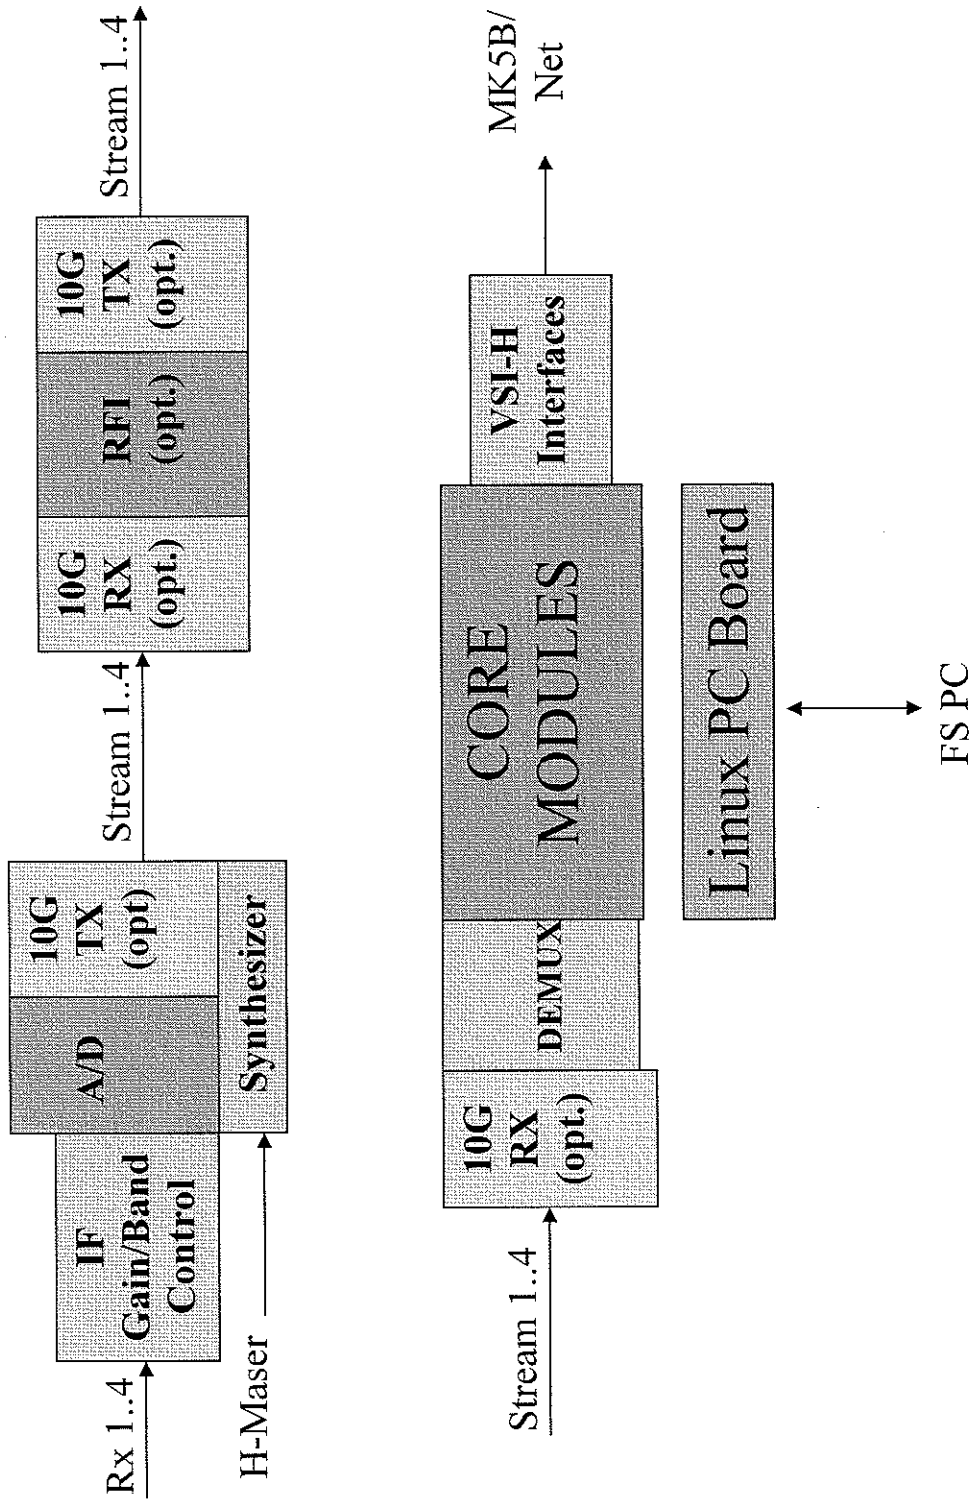 Rx 1..4
IF
Gain/Band
Control
H-Maser
A/D
10G
TX
(opt)
Synthesizer
Stream 1..4
10G
RX
(opt.)
RFI
(opt.)
10G
TX
(opt.)
Stream 1..4
Stream 1..4
10G
RX
(opt.)
DEMUX
CORE
MODULES
VSI-H
Interfaces
MK5B/
Net
Linux PC Board
FS PC